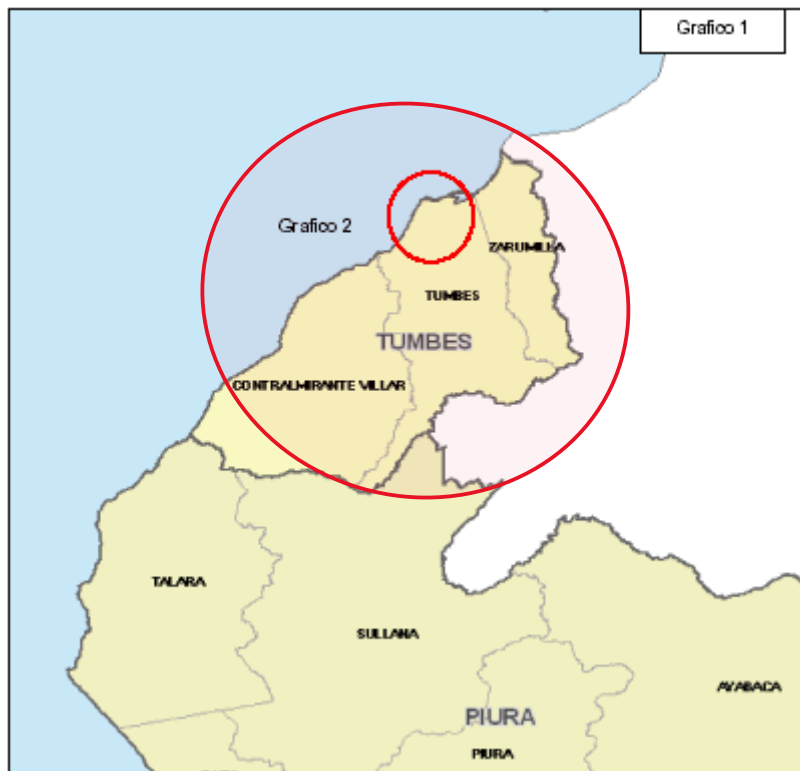 Grafico 1
Grafico 2
ZARUMILLA
TUMBES
TUMBES
CONTRALMIRANTE VILLAR
TALARA
SULLANA
AYABACA
PIURA
PIURA